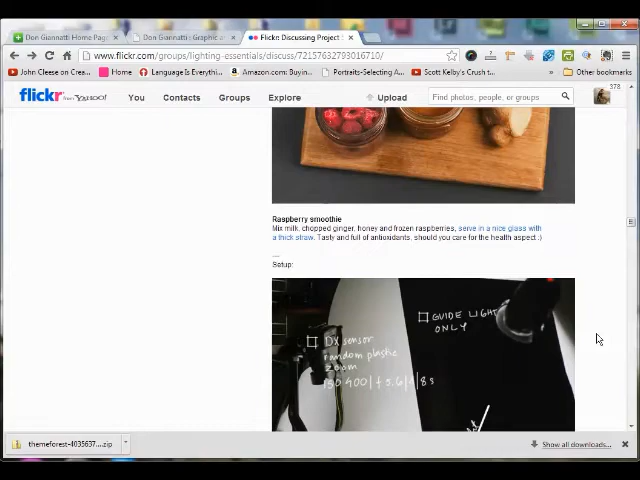 Don Giannatti Home Page
Don Giannatti : Graphic a
Flickr: Discussing Project
www.flickr.com/groups/lighting-essentials/discuss/72157632793016710/
John Cleese on Crea
Home
Language Is Everythi
Amazon.com: Buyin
Portraits-Selecting A
Scott Kelby's Crush t
»
Other bookmarks
flickr from YAHOO!
You
Contacts
Groups
Explore
Upload
Find photos, people, or groups
378
Raspberry smoothie
Mix milk, chopped ginger, honey and frozen raspberries, serve in a nice glass with
a thick straw. Tasty and full of antioxidants, should you care for the health aspect :)
Setup:
GUIDE LIGHT
ONLY
DX sensor
random plastic
zoom
ISO 400 | f 5.6 | 1/8 s
themeforest-4035637....zip
Show all downloads...